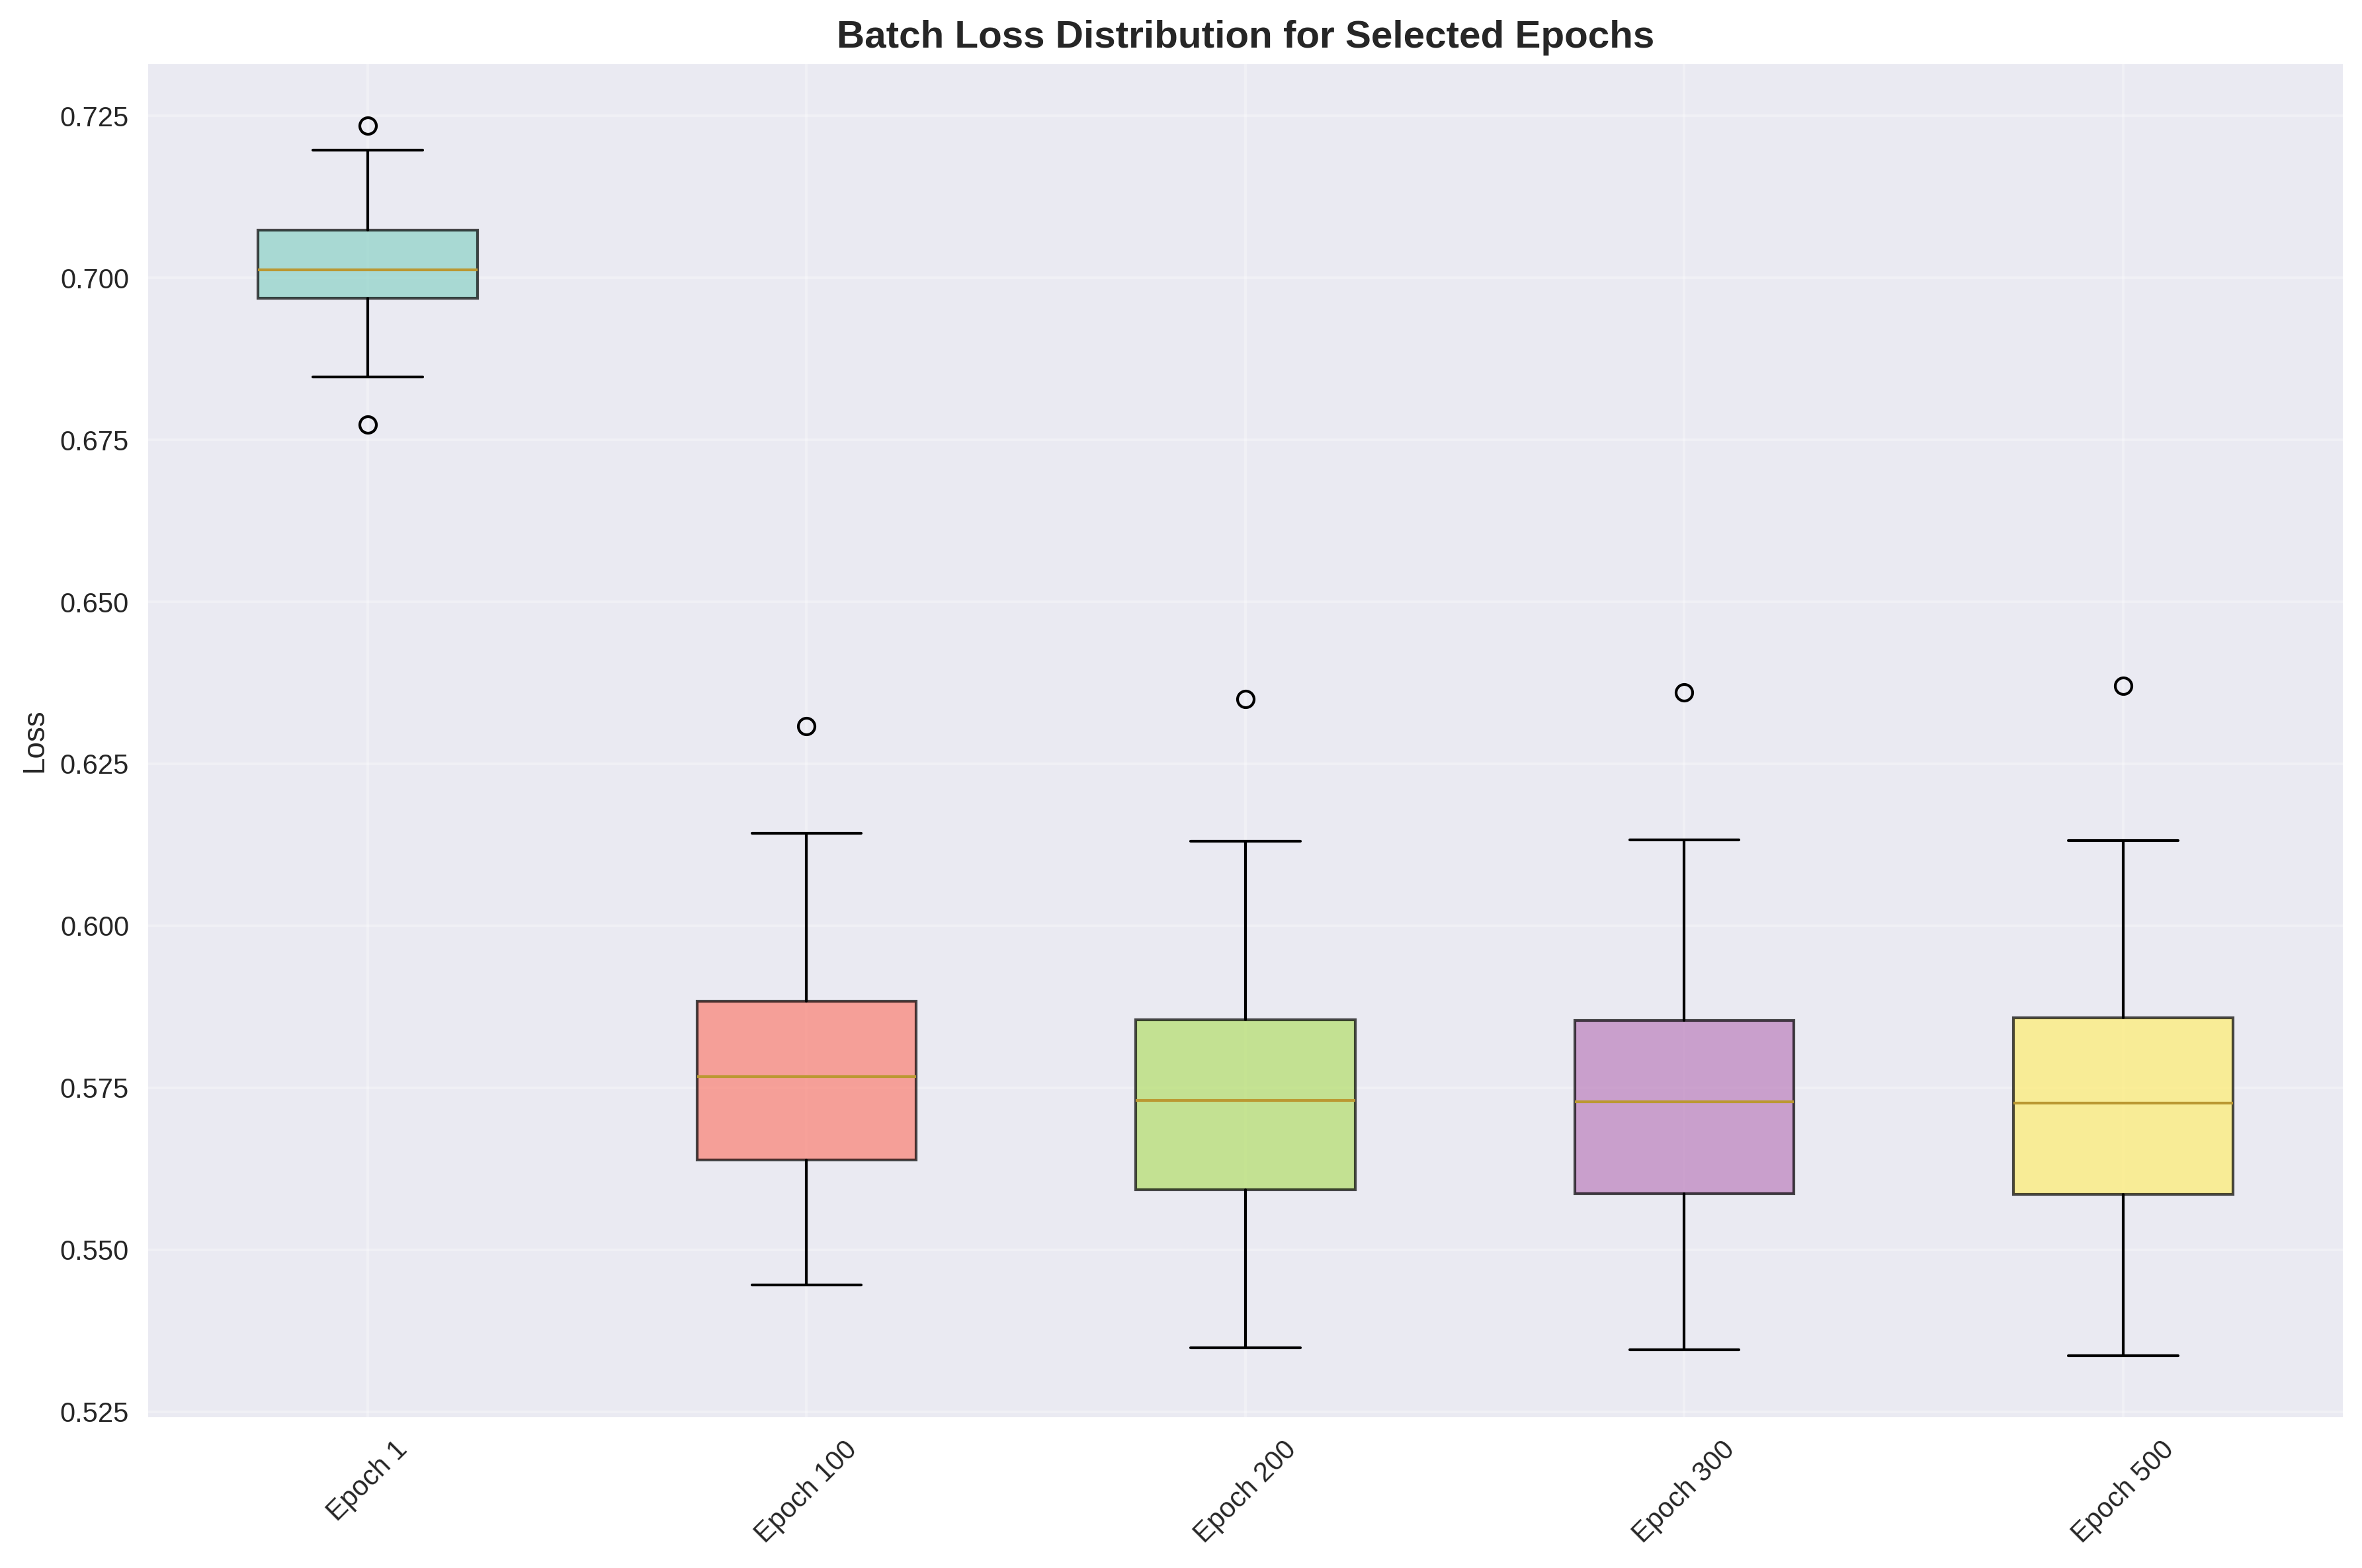 Batch Loss Distribution for Selected Epochs
Loss
0.725
0.700
0.675
0.650
0.625
0.600
0.575
0.550
0.525
Epoch 1
Epoch 100
Epoch 200
Epoch 300
Epoch 500